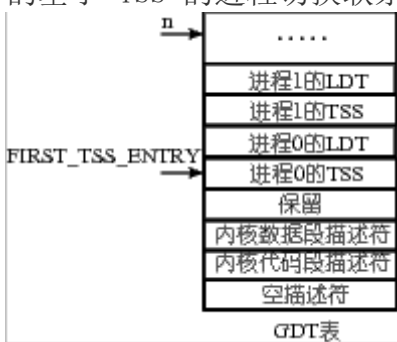 n
.....
进程1的LDT
进程1的TSS
进程0的LDT
FIRST_TSS_ENTRY
进程0的TSS
保留
内核数据段描述符
内核代码段描述符
空描述符
GDT表